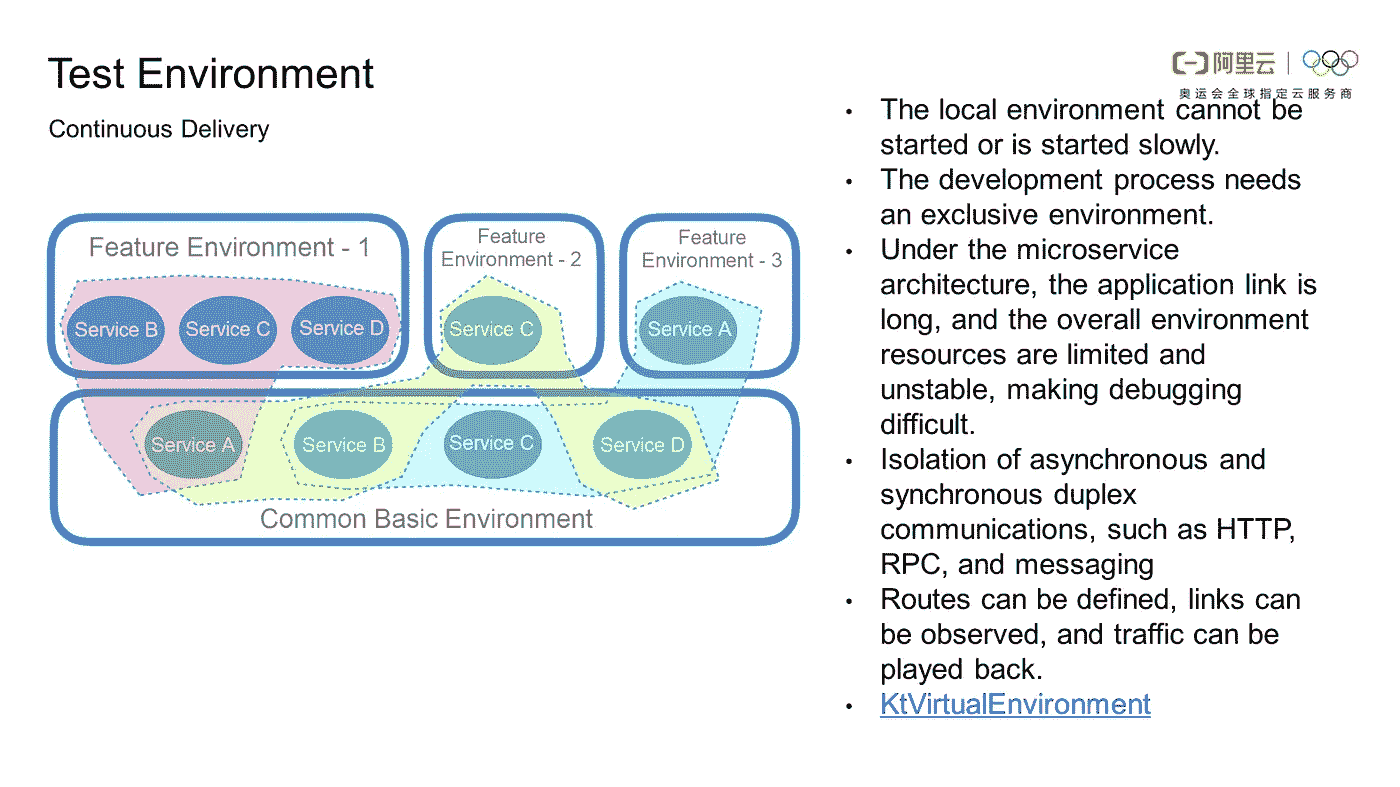 Test Environment
Continuous Delivery
阿里云
奥运会全球指定云服务商
Feature Environment - 1
Service B
Service C
Service D
Feature
Environment - 2
Service C
Feature
Environment - 3
Service A
Service A
Service B
Service C
Service D
Common Basic Environment
• The local environment cannot be
started or is started slowly.
• The development process needs
an exclusive environment.
• Under the microservice
architecture, the application link is
long, and the overall environment
resources are limited and
unstable, making debugging
difficult.
• Isolation of asynchronous and
synchronous duplex
communications, such as HTTP,
RPC, and messaging
• Routes can be defined, links can
be observed, and traffic can be
played back.
• KtVirtualEnvironment